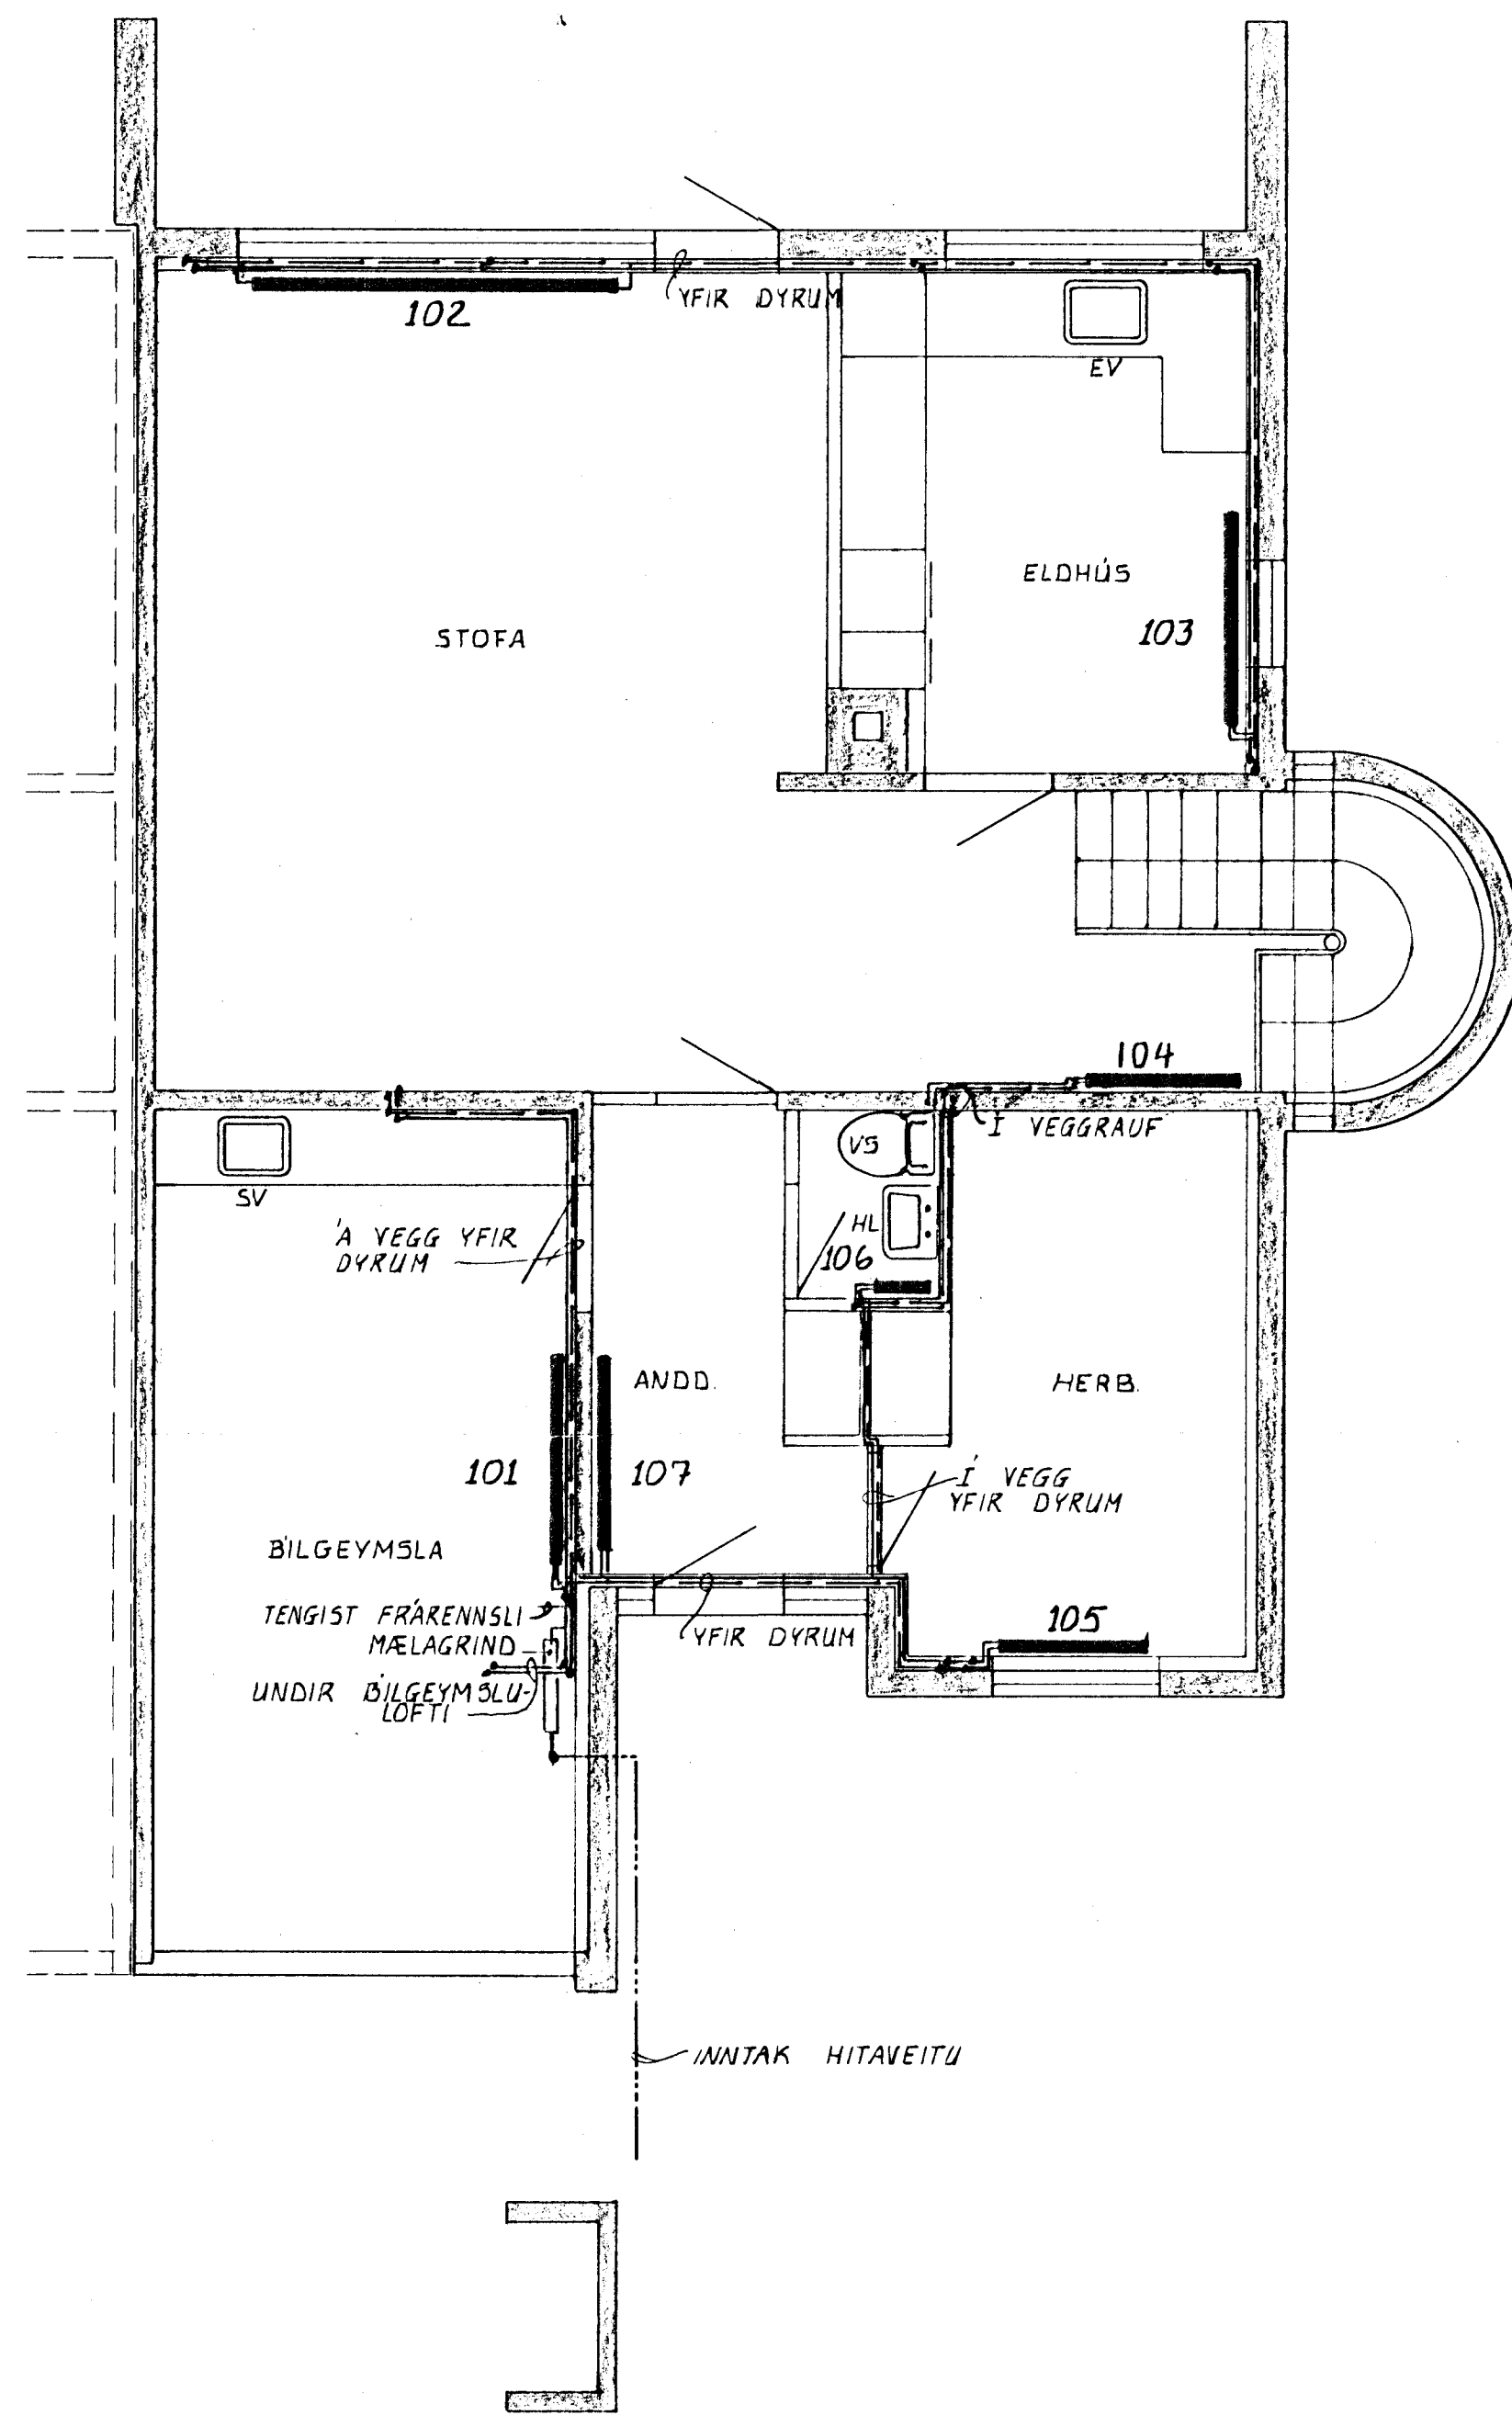 YFIR DYRUM
102
EV
ELDHÚS
103
STOFA
104
Í VEGGRAUF
VS
SV
HL
Á VEGG YFIR
DYRUM
106
ANDD.
HERB.
101
107
Í VEGG
YFIR DYRUM
BÍLGEYMSLA
TENGIST FRÁRENNSLI
MÆLAGRIND
UNDIR BÍLGEYMSLU-
LOFTI
YFIR DYRUM
105
INNTAK HITAVEITU